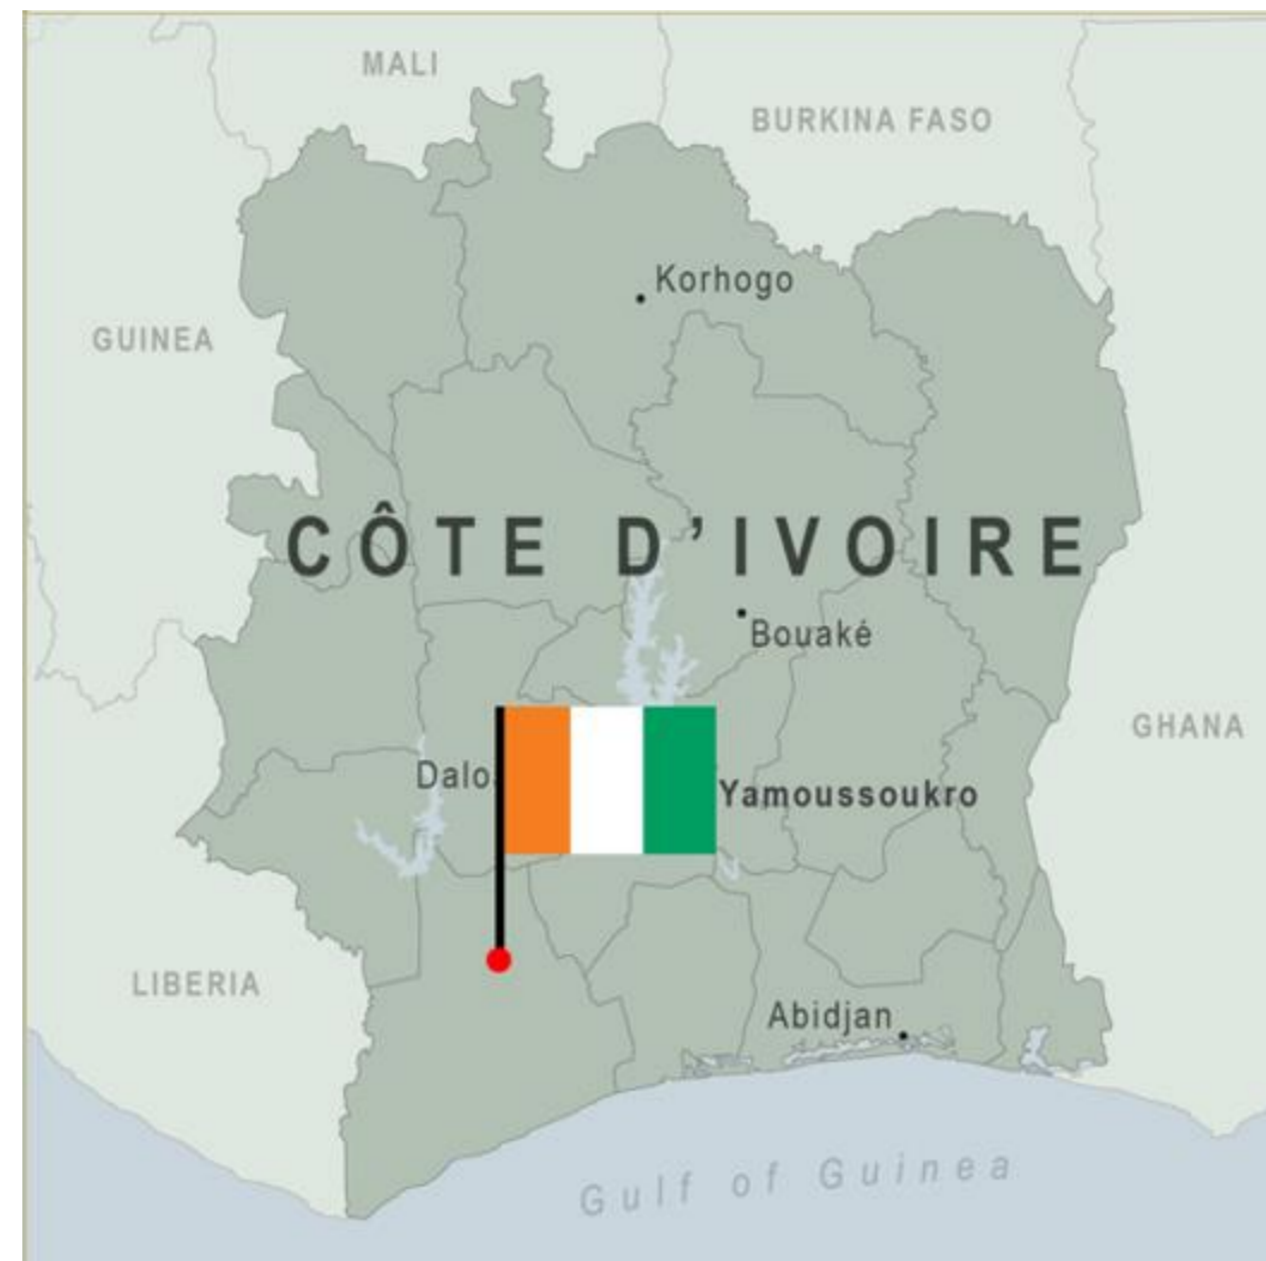 MALI
BURKINA FASO
Korhogo
GUINEA
CÔTE D’IVOIRE
Bouaké
GHANA
Dalo
Yamoussoukro
LIBERIA
Abidjan
Gulf of Guinea